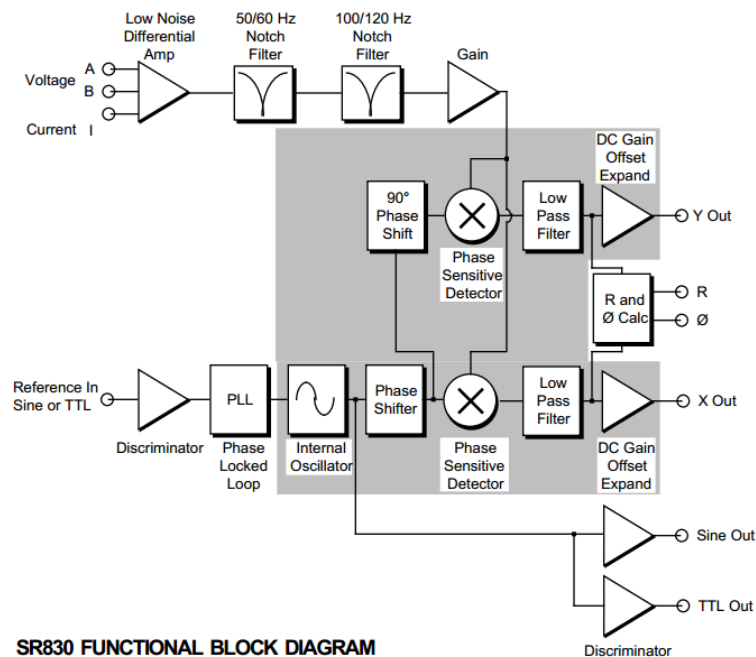 Low Noise
Differential
Amp
50/60 Hz
Notch
Filter
100/120 Hz
Notch
Filter
Gain
Voltage
A
B
Current I
DC Gain
Offset
Expand
90°
Phase
Shift
Low
Pass
Filter
Y Out
Phase
Sensitive
Detector
R and
Ø Calc
R
Ø
Reference In
Sine or TTL
PLL
Phase
Shifter
Low
Pass
Filter
X Out
Discriminator
Phase
Locked
Loop
Internal
Oscillator
Phase
Sensitive
Detector
DC Gain
Offset
Expand
Sine Out
TTL Out
Discriminator
SR830 FUNCTIONAL BLOCK DIAGRAM